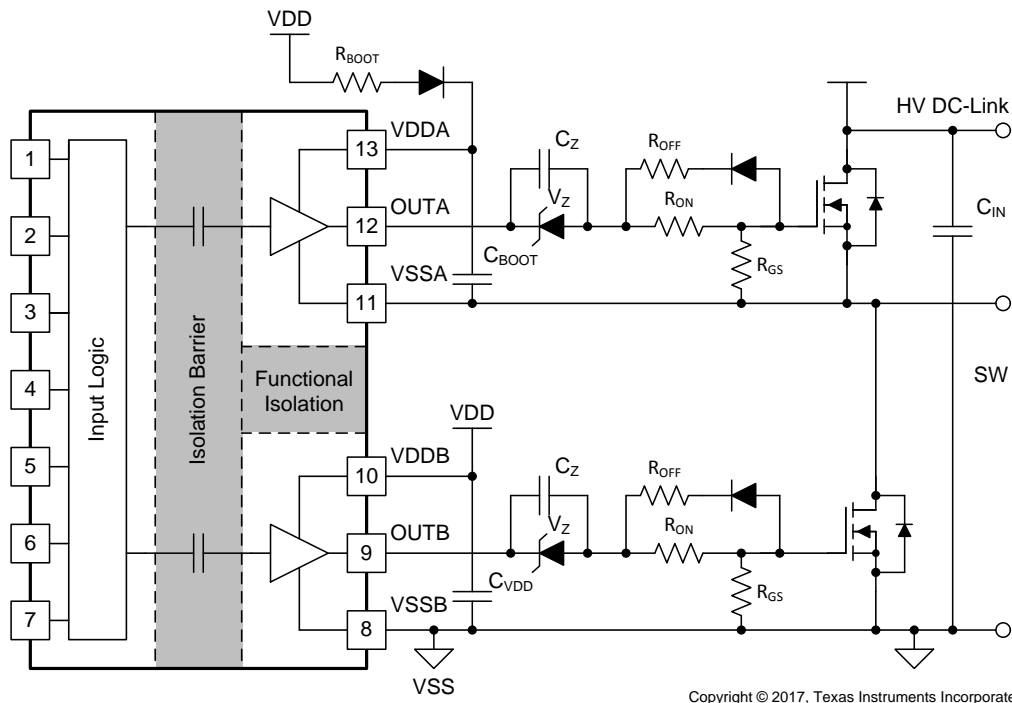 VDD
RBOOT
HV DC-Link
1
2
3
4
5
6
7
Input Logic
Isolation Barrier
Functional
Isolation
13
VDDA
12
OUTA
11
VSSA
CBOOT
CZ
VZ
ROFF
RON
RGS
CIN
SW
VDD
10
VDDB
9
OUTB
8
VSSB
CVDD
CZ
VZ
ROFF
RON
RGS
VSS
Copyright © 2017, Texas Instruments Incorporate